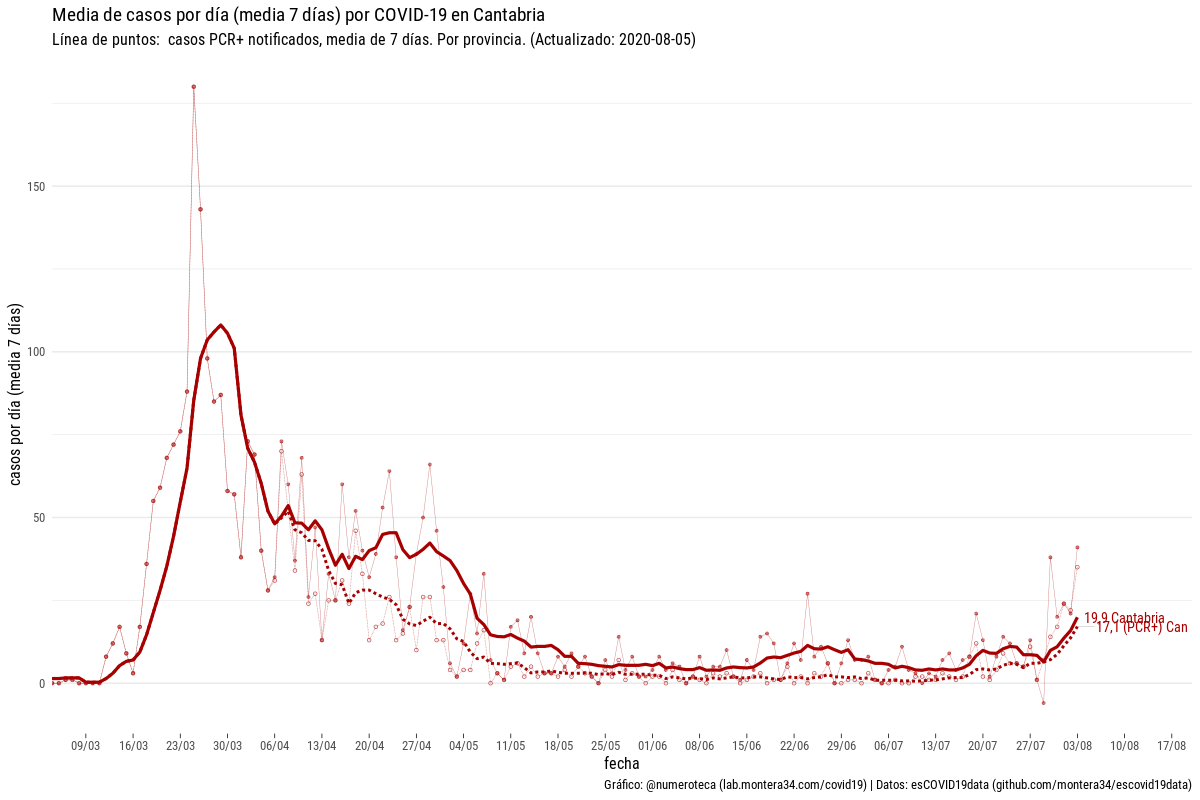 Media de casos por día (media 7 días) por COVID-19 en Cantabria
Línea de puntos:  casos PCR+ notificados, media de 7 días. Por provincia. (Actualizado: 2020-08-05)
casos por día (media 7 días)
150
100
50
0
19,9 Cantabria
17,1 (PCR+) Can
09/03 16/03 23/03 30/03 06/04 13/04 20/04 27/04 04/05 11/05 18/05 25/05 01/06 08/06 15/06 22/06 29/06 06/07 13/07 20/07 27/07 03/08 10/08 17/08
fecha
Gráfico: @numeroteca (lab.montera34.com/covid19) | Datos: esCOVID19data (github.com/montera34/escovid19data)